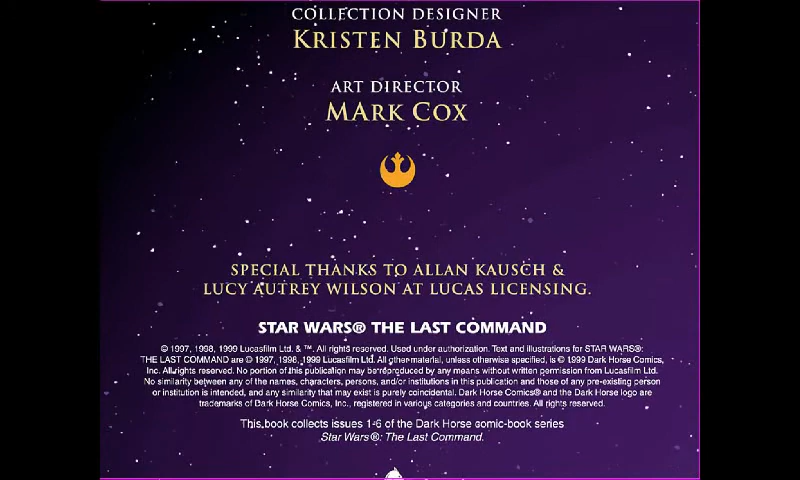 COLLECTION DESIGNER
KRISTEN BURDA
ART DIRECTOR
MARK COX
SPECIAL THANKS TO ALLAN KAUSCH &
LUCY AUTREY WILSON AT LUCAS LICENSING.
STAR WARS® THE LAST COMMAND
© 1997, 1998, 1999 Lucasfilm Ltd. & ™. All rights reserved. Used under authorization. Text and illustrations for STAR WARS®:
THE LAST COMMAND are © 1997, 1998, 1999 Lucasfilm Ltd. All other material, unless otherwise specified, is © 1999 Dark Horse Comics,
Inc. All rights reserved. No portion of this publication may be reproduced by any means without written permission from Lucasfilm Ltd.
No similarity between any of the names, characters, persons, and/or institutions in this publication and those of any pre-existing person
or institution is intended, and any similarity that may exist is purely coincidental. Dark Horse Comics® and the Dark Horse logo are
trademarks of Dark Horse Comics, Inc., registered in various categories and countries. All rights reserved.
This book collects issues 1-6 of the Dark Horse comic-book series
Star Wars®: The Last Command.